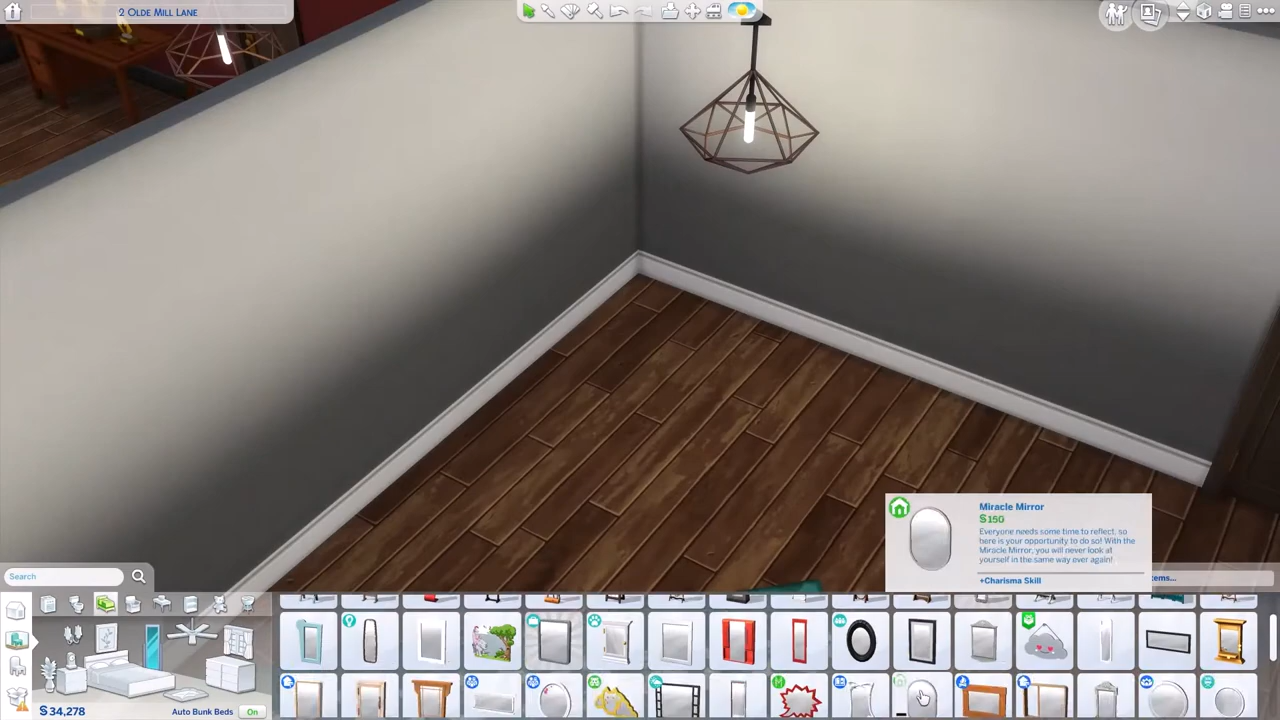 2 Olde Mill Lane
Miracle Mirror
§150
Everyone needs some time to reflect, so
here is your opportunity to do so! With the
Miracle Mirror, you will never look at
yourself in the same way ever again!
+Charisma Skill
Search
§34,278
Auto Bunk Beds
On